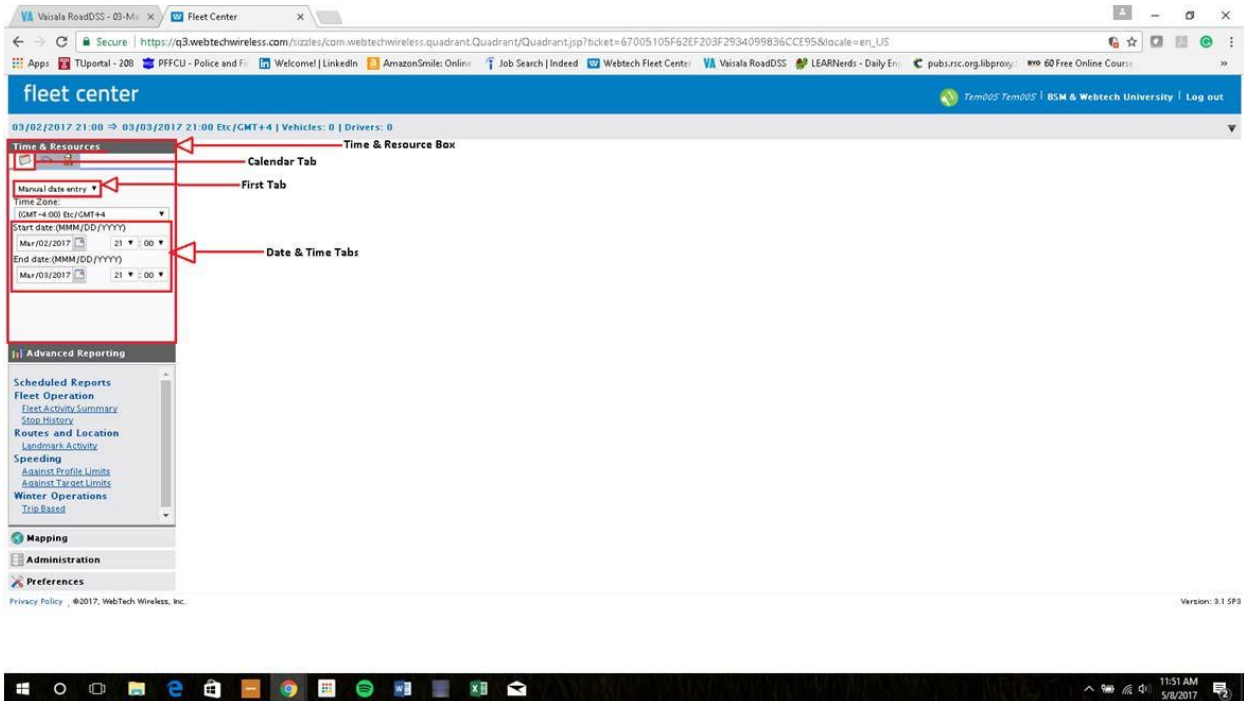 Vaisala RoadDSS - 03-Ma
Fleet Center
Secure | https://q3.webtechwireless.com/sizzles/com.webtechwireless.quadrant.Quadrant/Quadrant.jsp?ticket=67005105F62EF203F2934099836CCE95&locale=en_US
Apps TUportal - 208 PFFCU - Police and Fi Welcome! | LinkedIn AmazonSmile: Online Job Search | Indeed Webtech Fleet Center Vaisala RoadDSS LEARNerds - Daily Eng pubs.rsc.org.libproxy.t 60 Free Online Course »
fleet center
Tem005 Tem005 | BSM & Webtech University | Log out
03/02/2017 21:00 ⇒ 03/03/2017 21:00 Etc/GMT+4 | Vehicles: 0 | Drivers: 0
Time & Resources
Time & Resource Box
Calendar Tab
Manual date entry
First Tab
Time Zone:
(GMT-4:00) Etc/GMT+4
Start date:(MMM/DD/YYYY)
Mar/02/2017 21 : 00
Date & Time Tabs
End date:(MMM/DD/YYYY)
Mar/03/2017 21 : 00
Advanced Reporting
Scheduled Reports
Fleet Operation
Fleet Activity Summary
Stop History
Routes and Location
Landmark Activity
Speeding
Against Profile Limits
Against Target Limits
Winter Operations
Trip Based
Mapping
Administration
Preferences
Privacy Policy , ©2017, WebTech Wireless, Inc.
Version: 3.1 SP3
11:51 AM
5/8/2017